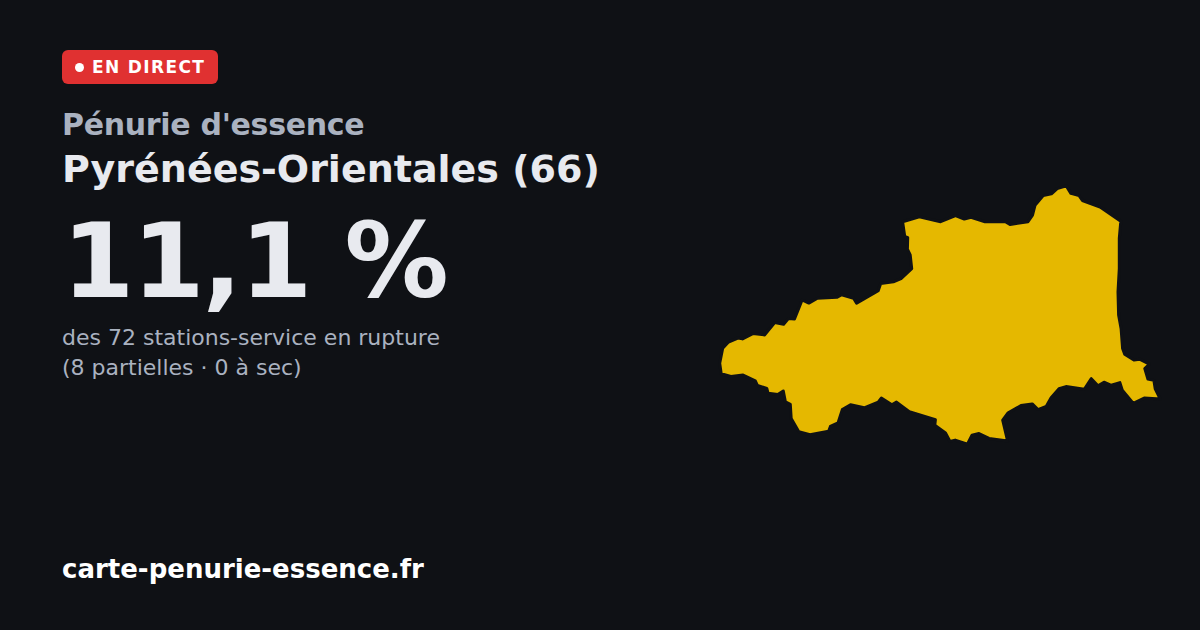 EN DIRECT
Pénurie d'essence
Pyrénées-Orientales (66)
11,1 %
des 72 stations-service en rupture
(8 partielles · 0 à sec)
carte-penurie-essence.fr